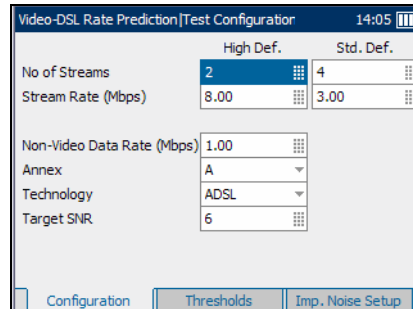 Video-DSL Rate Prediction|Test Configuration 14:05
High Def. Std. Def.
No of Streams 2 4
Stream Rate (Mbps) 8.00 3.00
Non-Video Data Rate (Mbps) 1.00
Annex A
Technology ADSL
Target SNR 6
Configuration Thresholds Imp. Noise Setup